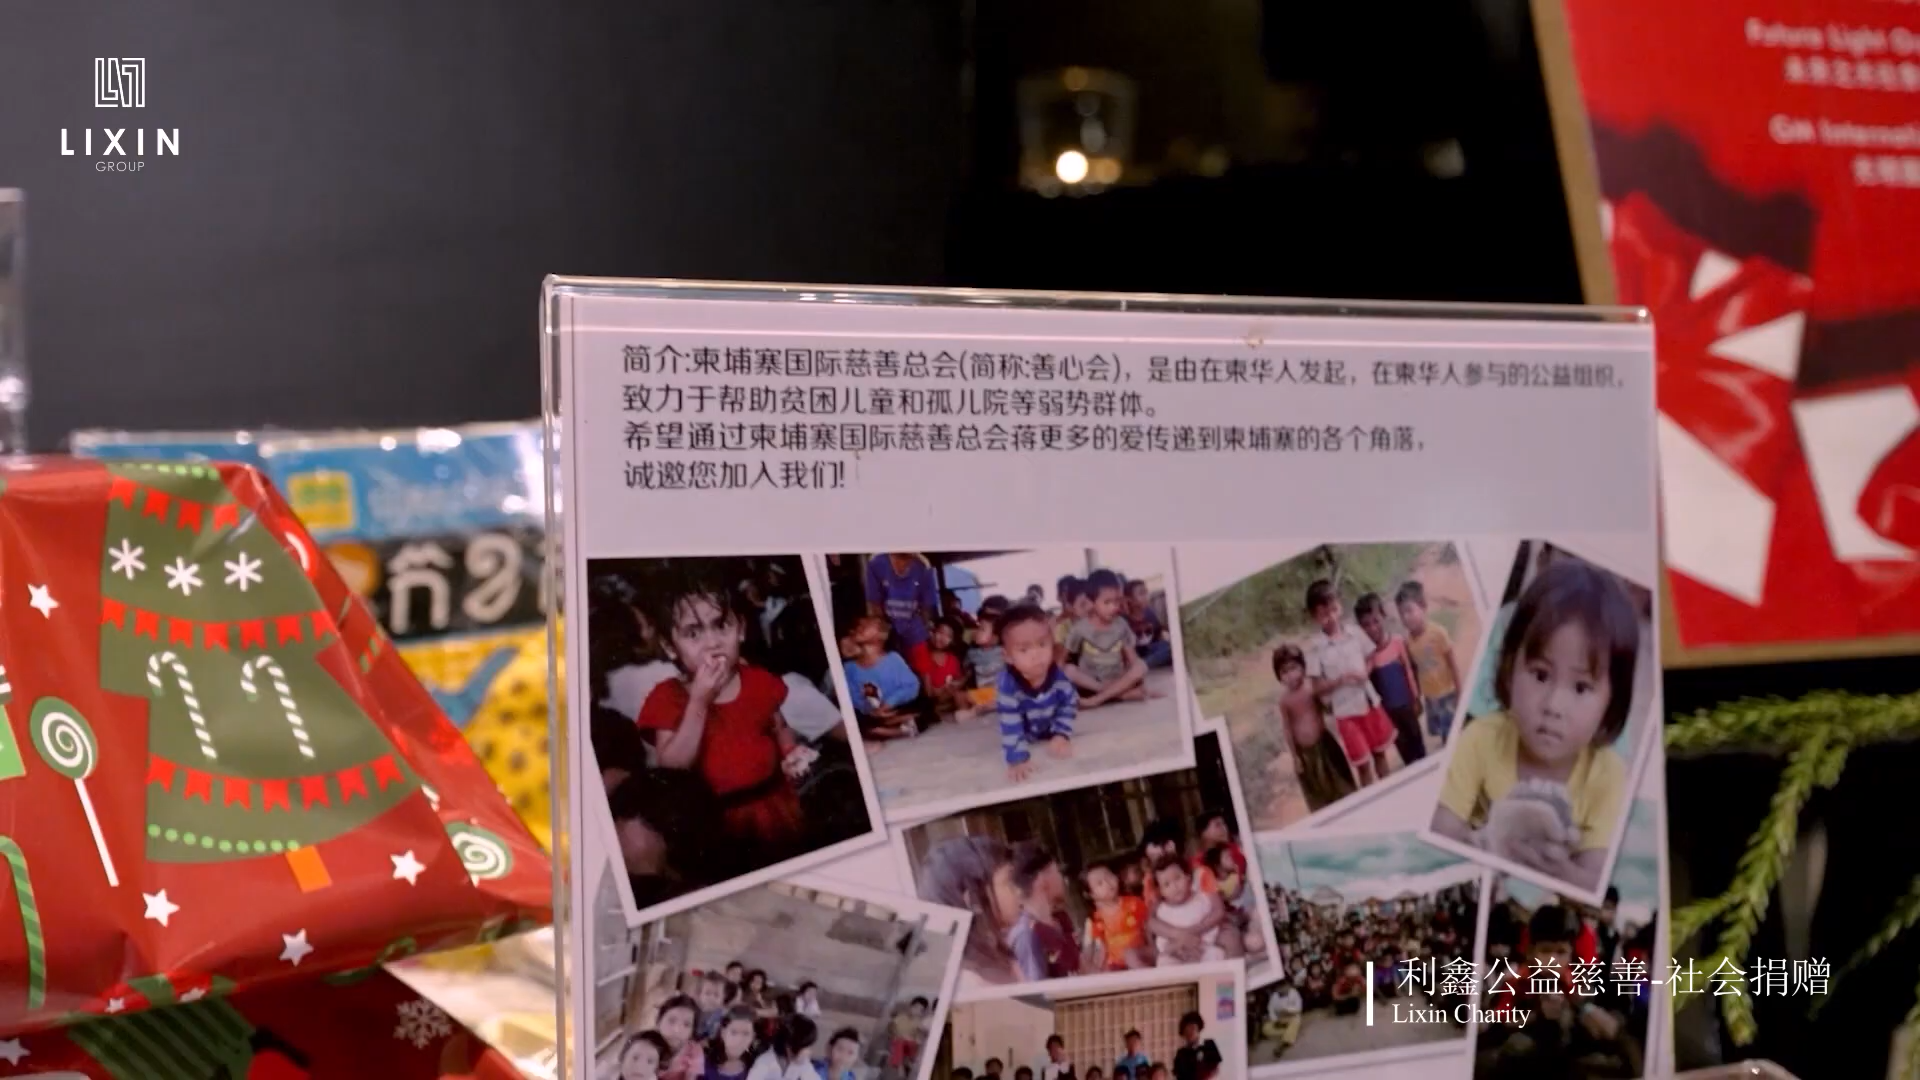 LIXIN
GROUP
Future Light
GM Internati
简介:柬埔寨国际慈善总会(简称:善心会)，是由在柬华人发起，在柬华人参与的公益组织，
致力于帮助贫困儿童和孤儿院等弱势群体。
希望通过柬埔寨国际慈善总会蒋更多的爱传递到柬埔寨的各个角落，
诚邀您加入我们!
利鑫公益慈善-社会捐赠
Lixin Charity